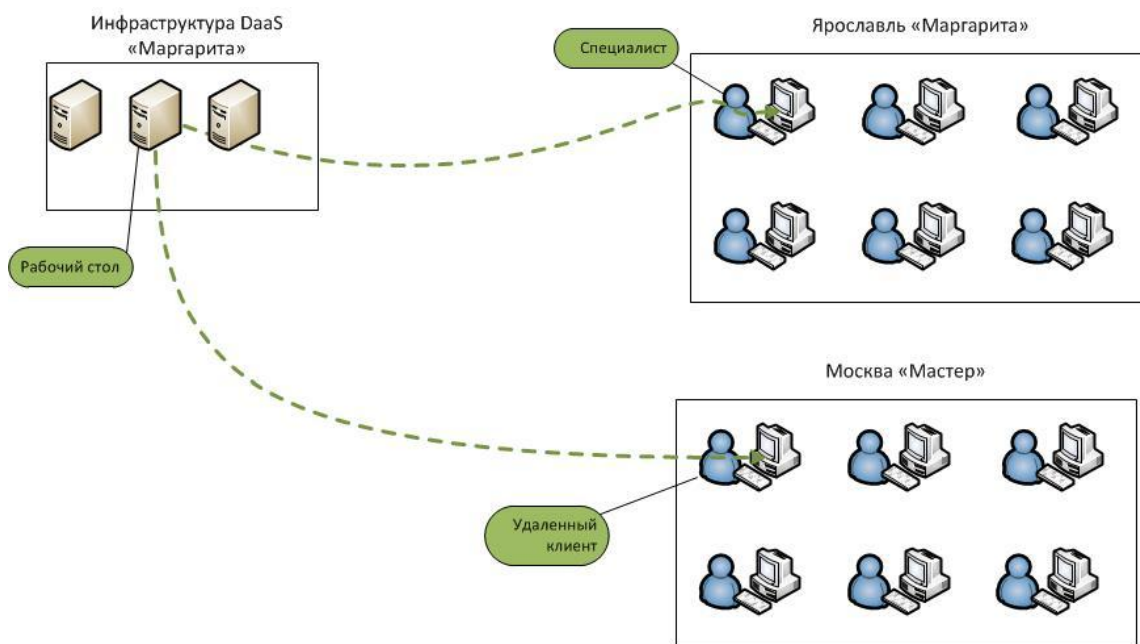 Инфраструктура DaaS
«Маргарита»
Ярославль «Маргарита»
Специалист
Рабочий стол
Москва «Мастер»
Удаленный
клиент